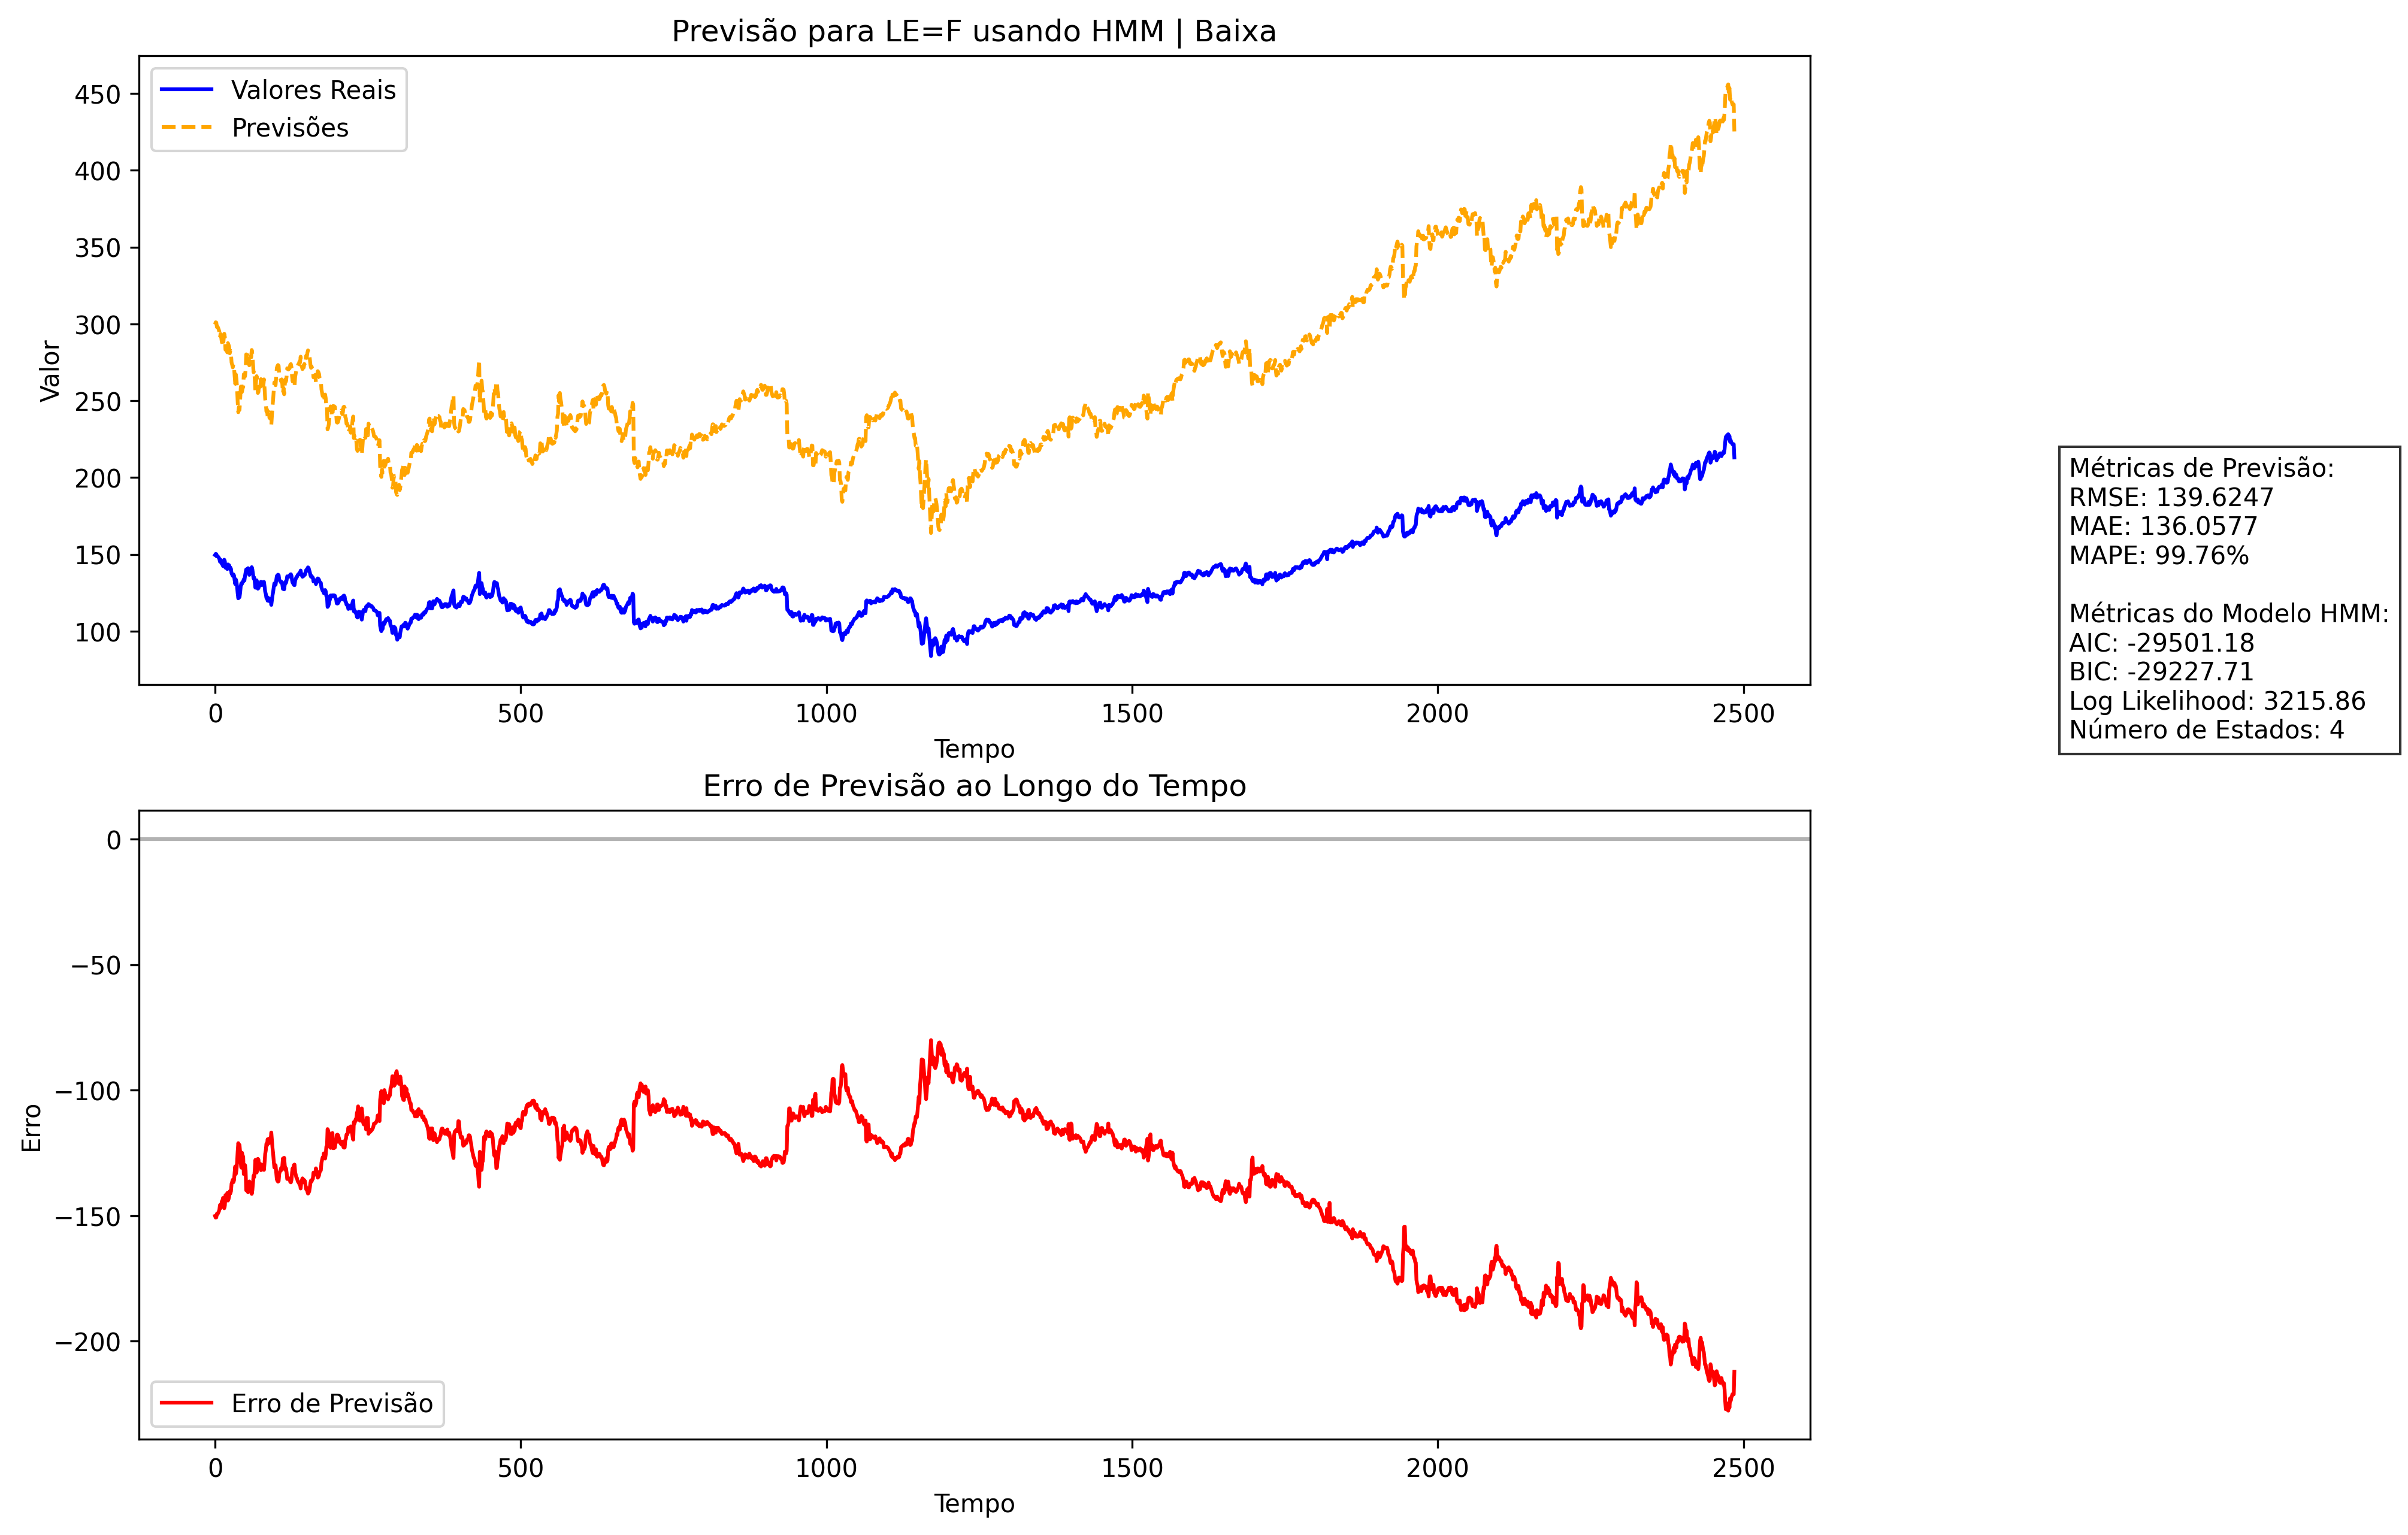 Previsão para LE=F usando HMM | Baixa
Valores Reais
Previsões
Valor
450
400
350
300
250
200
150
100
0
500
1000
1500
2000
2500
Tempo
Métricas de Previsão:
RMSE: 139.6247
MAE: 136.0577
MAPE: 99.76%
Métricas do Modelo HMM:
AIC: -29501.18
BIC: -29227.71
Log Likelihood: 3215.86
Número de Estados: 4
Erro de Previsão ao Longo do Tempo
Erro
0
−50
−100
−150
−200
Erro de Previsão
0
500
1000
1500
2000
2500
Tempo